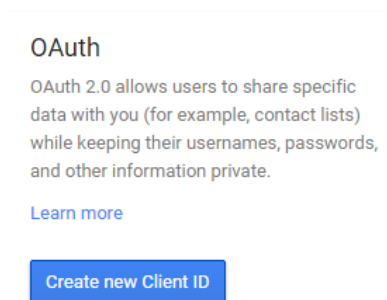 OAuth
OAuth 2.0 allows users to share specific
data with you (for example, contact lists)
while keeping their usernames, passwords,
and other information private.
Learn more
Create new Client ID